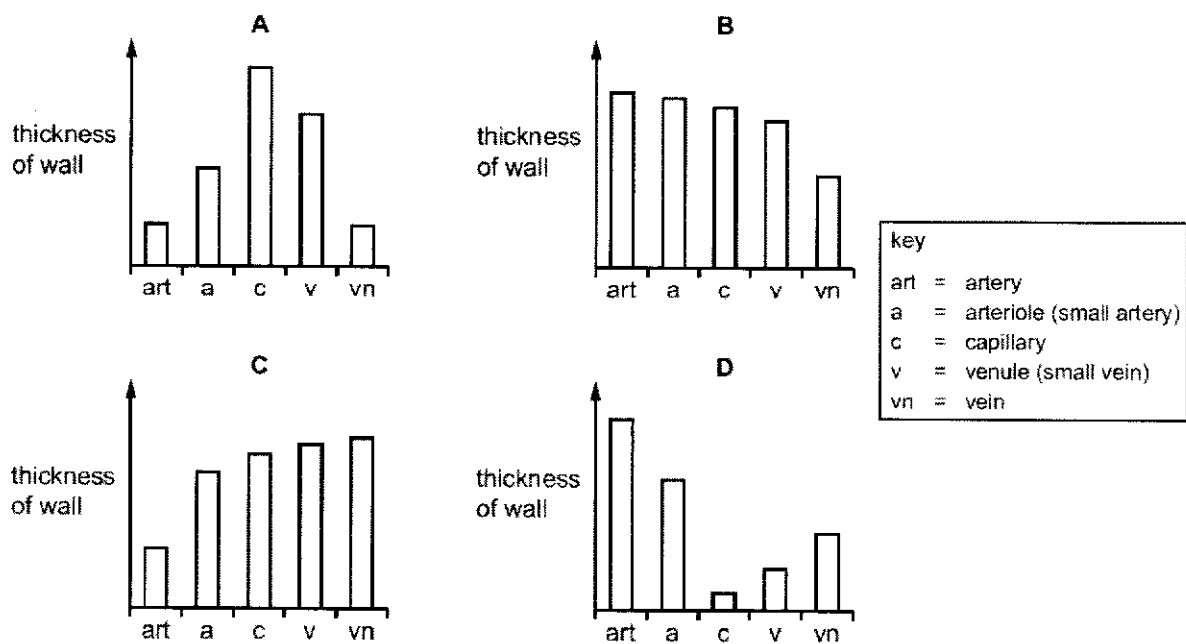 A
thickness
of wall
art a c v vn
B
thickness
of wall
art a c v vn
key
art = artery
a = arteriole (small artery)
c = capillary
v = venule (small vein)
vn = vein
C
thickness
of wall
art a c v vn
D
thickness
of wall
art a c v vn